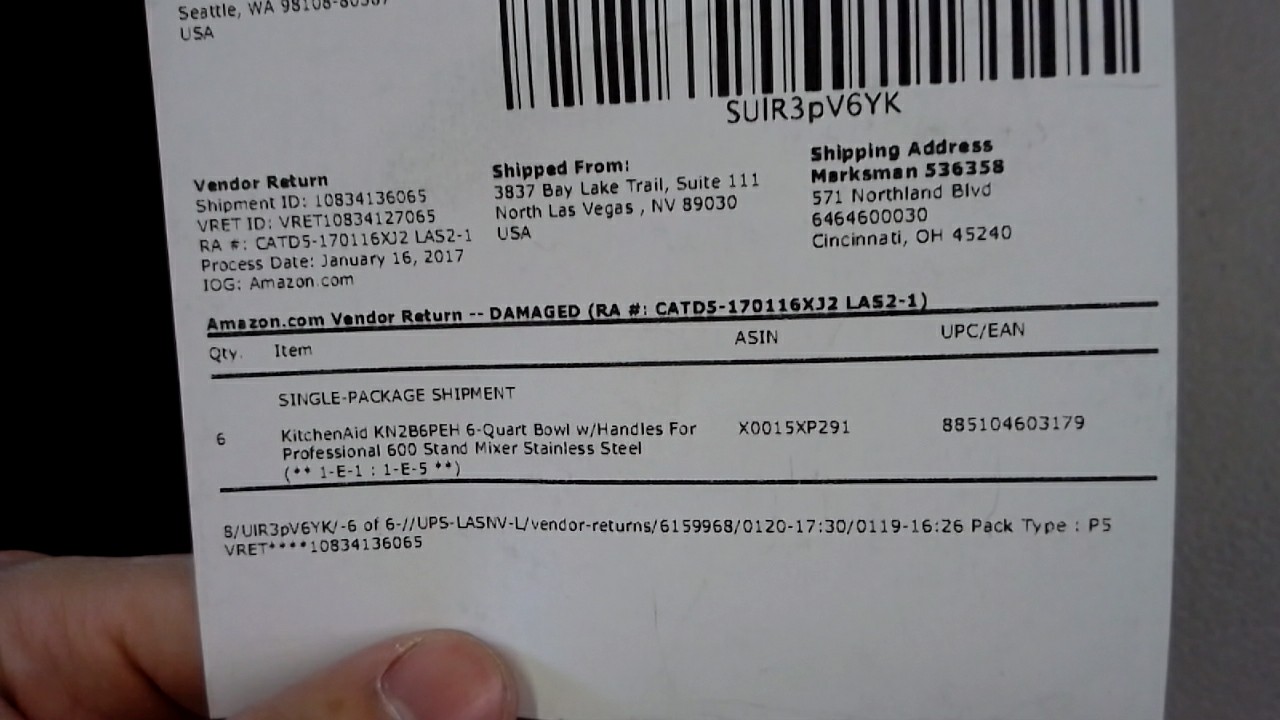 Seattle, WA 98108-80387
USA
SUIR3pV6YK
Vendor Return
Shipment ID: 10834136065
VRET ID: VRET10834127065
RA #: CATD5-170116XJ2 LAS2-1
Process Date: January 16, 2017
IOG: Amazon.com
Shipped From:
3837 Bay Lake Trail, Suite 111
North Las Vegas , NV 89030
USA
Shipping Address
Marksman 536358
571 Northland Blvd
6464600030
Cincinnati, OH 45240
Amazon.com Vendor Return -- DAMAGED (RA #: CATD5-170116XJ2 LAS2-1)
Qty. Item ASIN UPC/EAN
SINGLE-PACKAGE SHIPMENT
6 KitchenAid KN2B6PEH 6-Quart Bowl w/Handles For X0015XP291 885104603179
Professional 600 Stand Mixer Stainless Steel
(** 1-E-1 : 1-E-5 **)
S/UIR3pV6YK/-6 of 6-//UPS-LASNV-L/vendor-returns/6159968/0120-17:30/0119-16:26 Pack Type : P5
VRET****10834136065